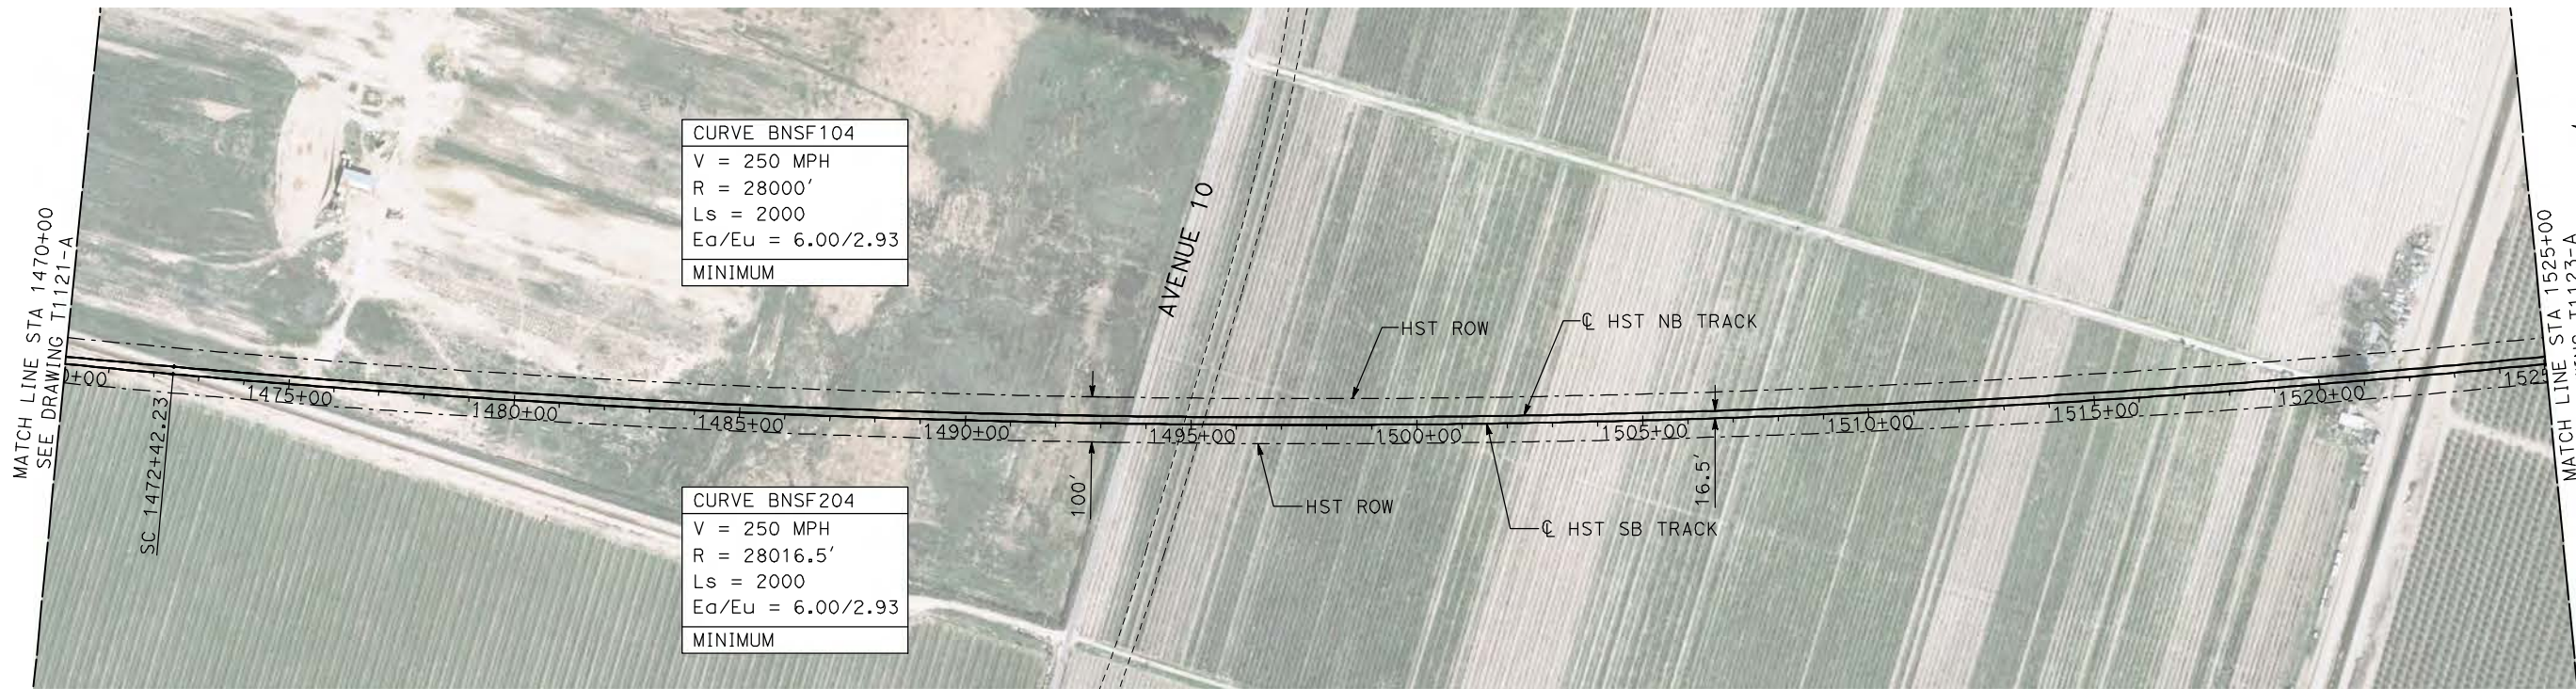 MATCH LINE STA 1470+00
SEE DRAWING T1121-A
CURVE BNSF104
V = 250 MPH
R = 28000'
Ls = 2000
Ea/Eu = 6.00/2.93
MINIMUM
AVENUE 10
HST ROW
℄ HST NB TRACK
0+00
1475+00
1480+00
1485+00
1490+00
1495+00
1500+00
1505+00
1510+00
1515+00
1520+00
1525
SC 1472+42.23
100'
16.5'
HST ROW
℄ HST SB TRACK
CURVE BNSF204
V = 250 MPH
R = 28016.5'
Ls = 2000
Ea/Eu = 6.00/2.93
MINIMUM
MATCH LINE STA 1525+00
T1123-A